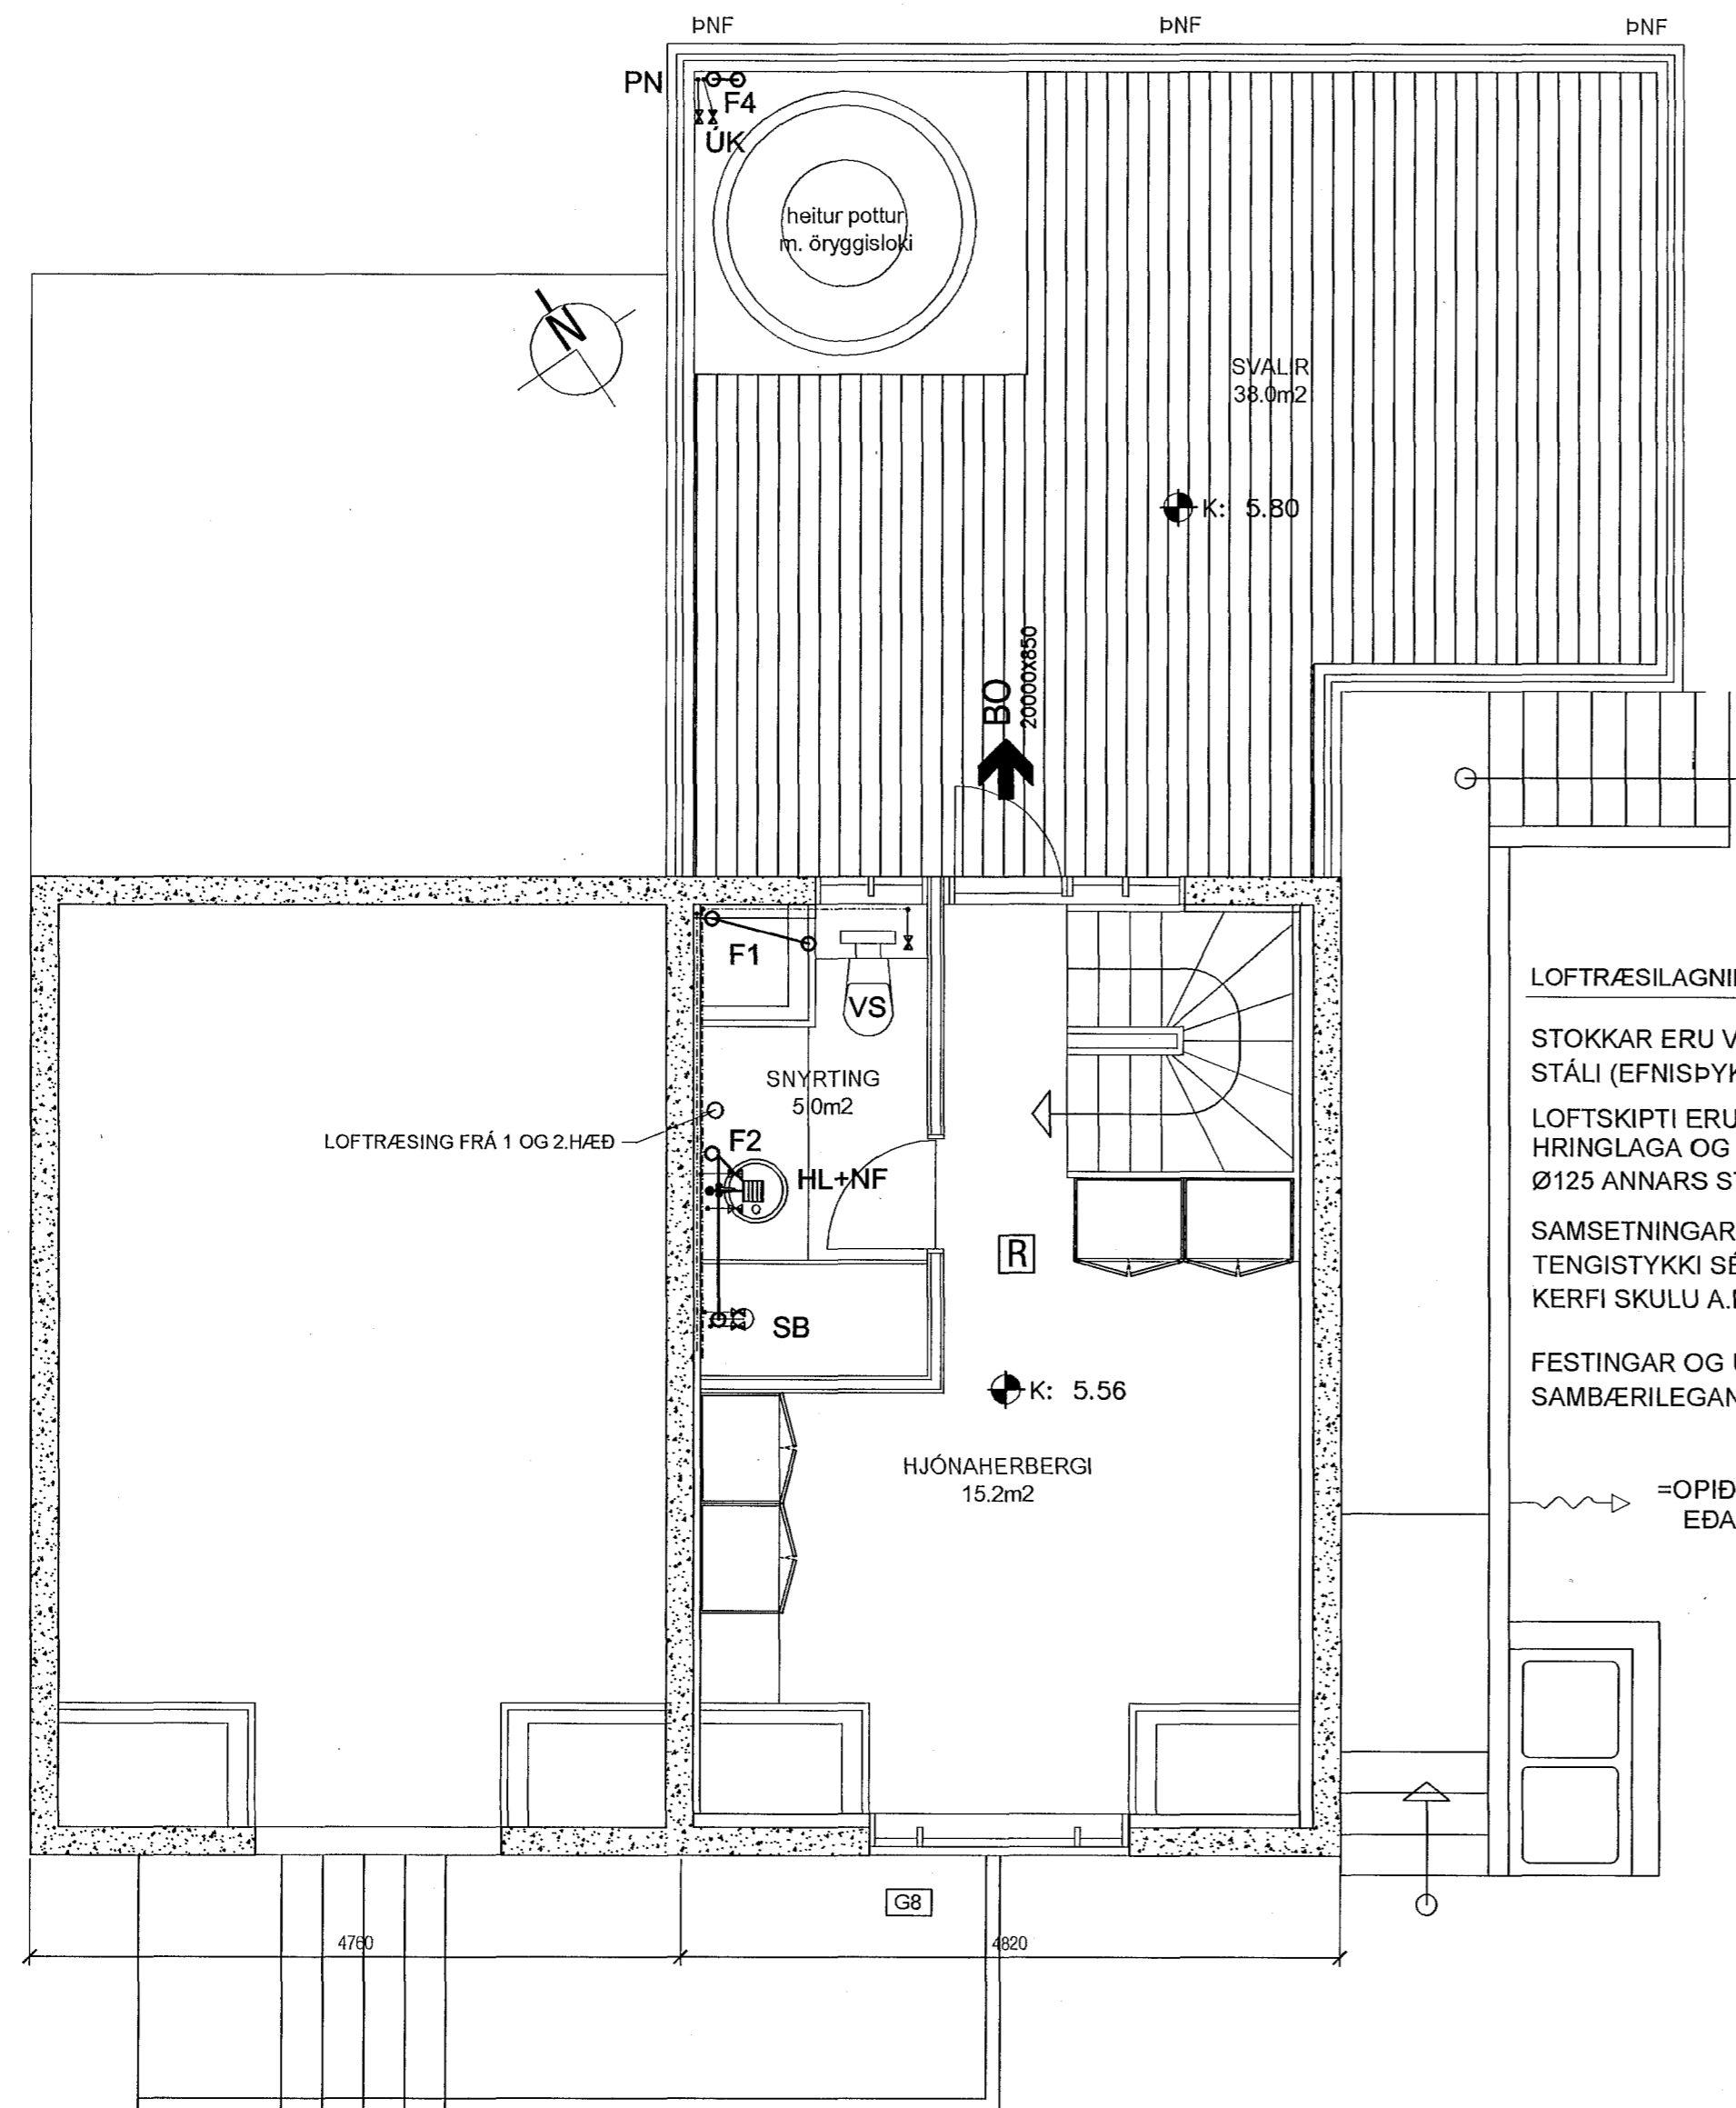 ÞNF ÞNF ÞNF
PN
F4
ÚK
heitur pottur
m. öryggisloki
N
SVALIR
38.0m2
K: 5.80
BO
20000X850
F1
VS
SNYRTING
5.0m2
LOFTRÆSING FRÁ 1 OG 2.HÆÐ
F2
HL+NF
R
SB
K: 5.56
HJÓNAHERBERGI
15.2m2
G8
4760
4820
LOFTRÆSILAGNI
STOKKAR ERU V
STÁLI (EFNISÞYK
LOFTSKIPTI ERU
HRINGLAGA OG
Ø125 ANNARS ST
SAMSETNINGAR
TENGISTYKKI SÉ
KERFI SKULU A.
FESTINGAR OG U
SAMBÆRILEGAN
=OPIÐ
EÐA